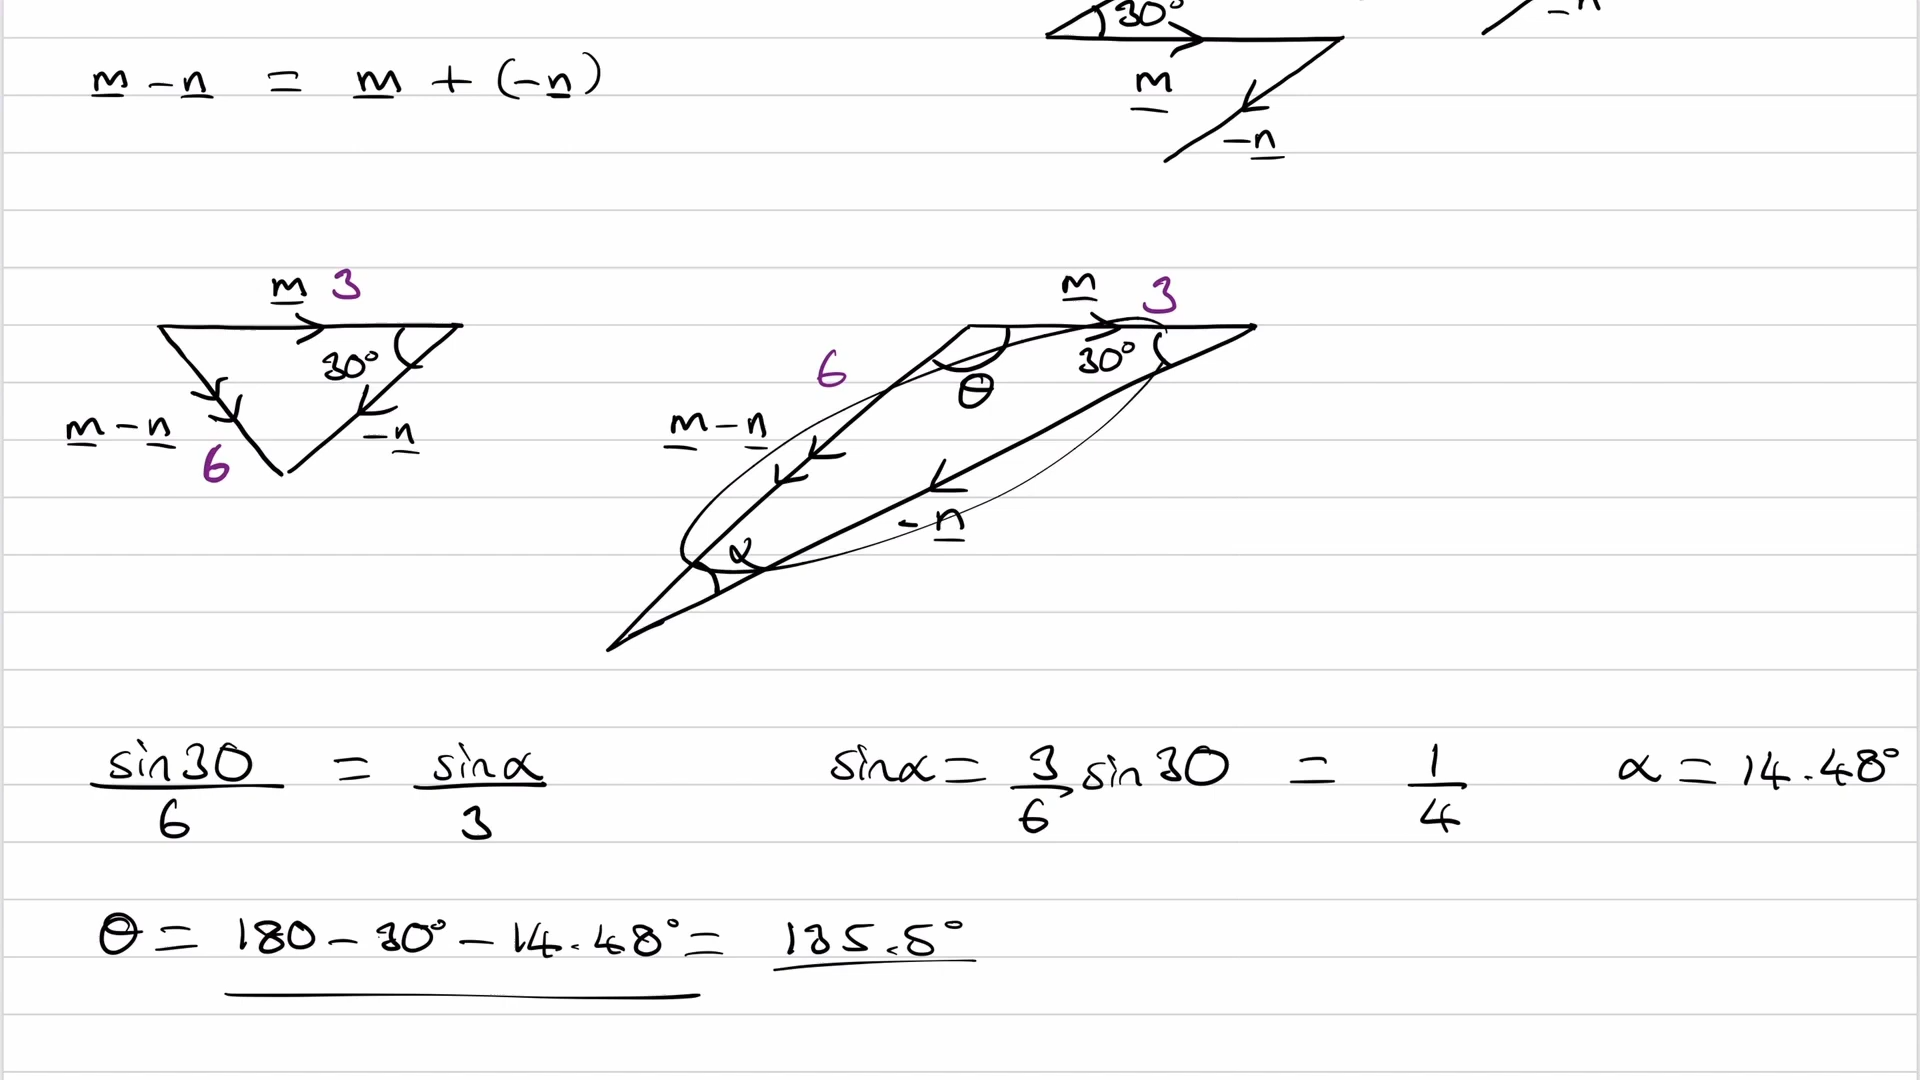 30°
-n
m - n = m + (-n)
m
-n
m 3
30°
m - n
6
-n
m 3
6
30°
θ
m - n
-n
α
sin30/6 = sinα/3
sinα = 3/6 sin30 = 1/4
α = 14.48°
θ = 180 - 30° - 14.48° = 135.5°